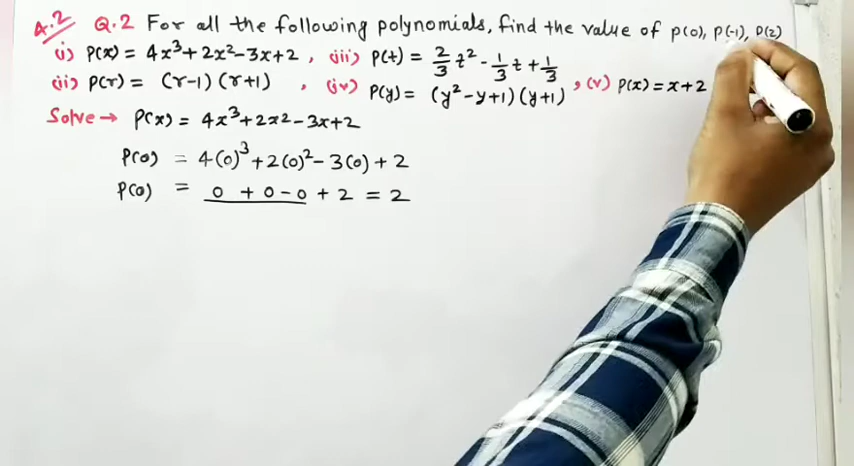 A.2 Q.2 For all the following polynomials, find the value of p(0), p(-1), p(2)
(i) P(x) = 4x³+2x²-3x+2, (iii) P(t) = 2/3 t² - 1/3 t + 1/3
(ii) P(r) = (r-1)(r+1), (iv) P(y) = (y²-y+1)(y+1), (v) P(x) = x+2
Solve → P(x) = 4x³+2x2-3x+2
P(0) = 4(0)³+2(0)²-3(0)+2
P(0) = 0+0-0+2 = 2